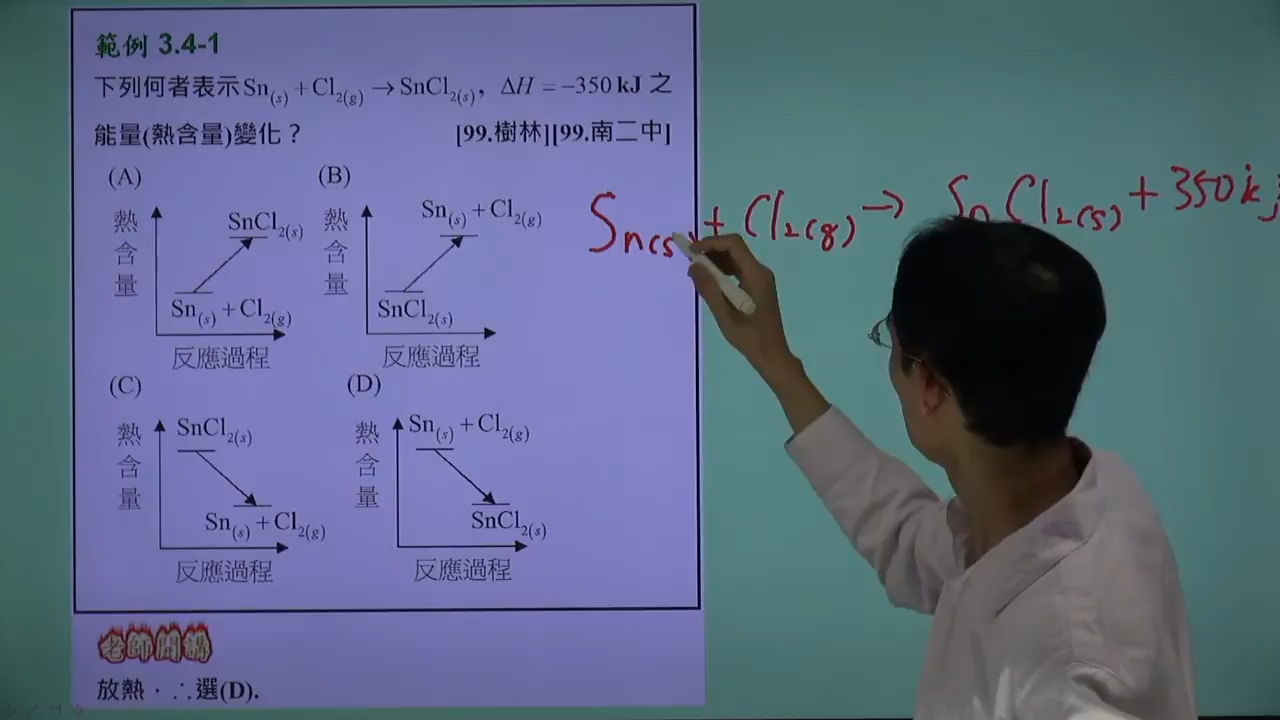 範例 3.4-1
下列何者表示Sn(s) + Cl2(g) → SnCl2(s), ΔH = −350 kJ 之
能量(熱含量)變化？ [99.樹林][99.南二中]
(A)
熱含量
SnCl2(s)
Sn(s) + Cl2(g)
反應過程
(B)
熱含量
Sn(s) + Cl2(g)
SnCl2(s)
反應過程
(C)
熱含量
SnCl2(s)
Sn(s) + Cl2(g)
反應過程
(D)
熱含量
Sn(s) + Cl2(g)
SnCl2(s)
反應過程
老師開講
放熱，∴選(D).
Sn(s) + Cl2(g) → SnCl2(s) + 350 kJ